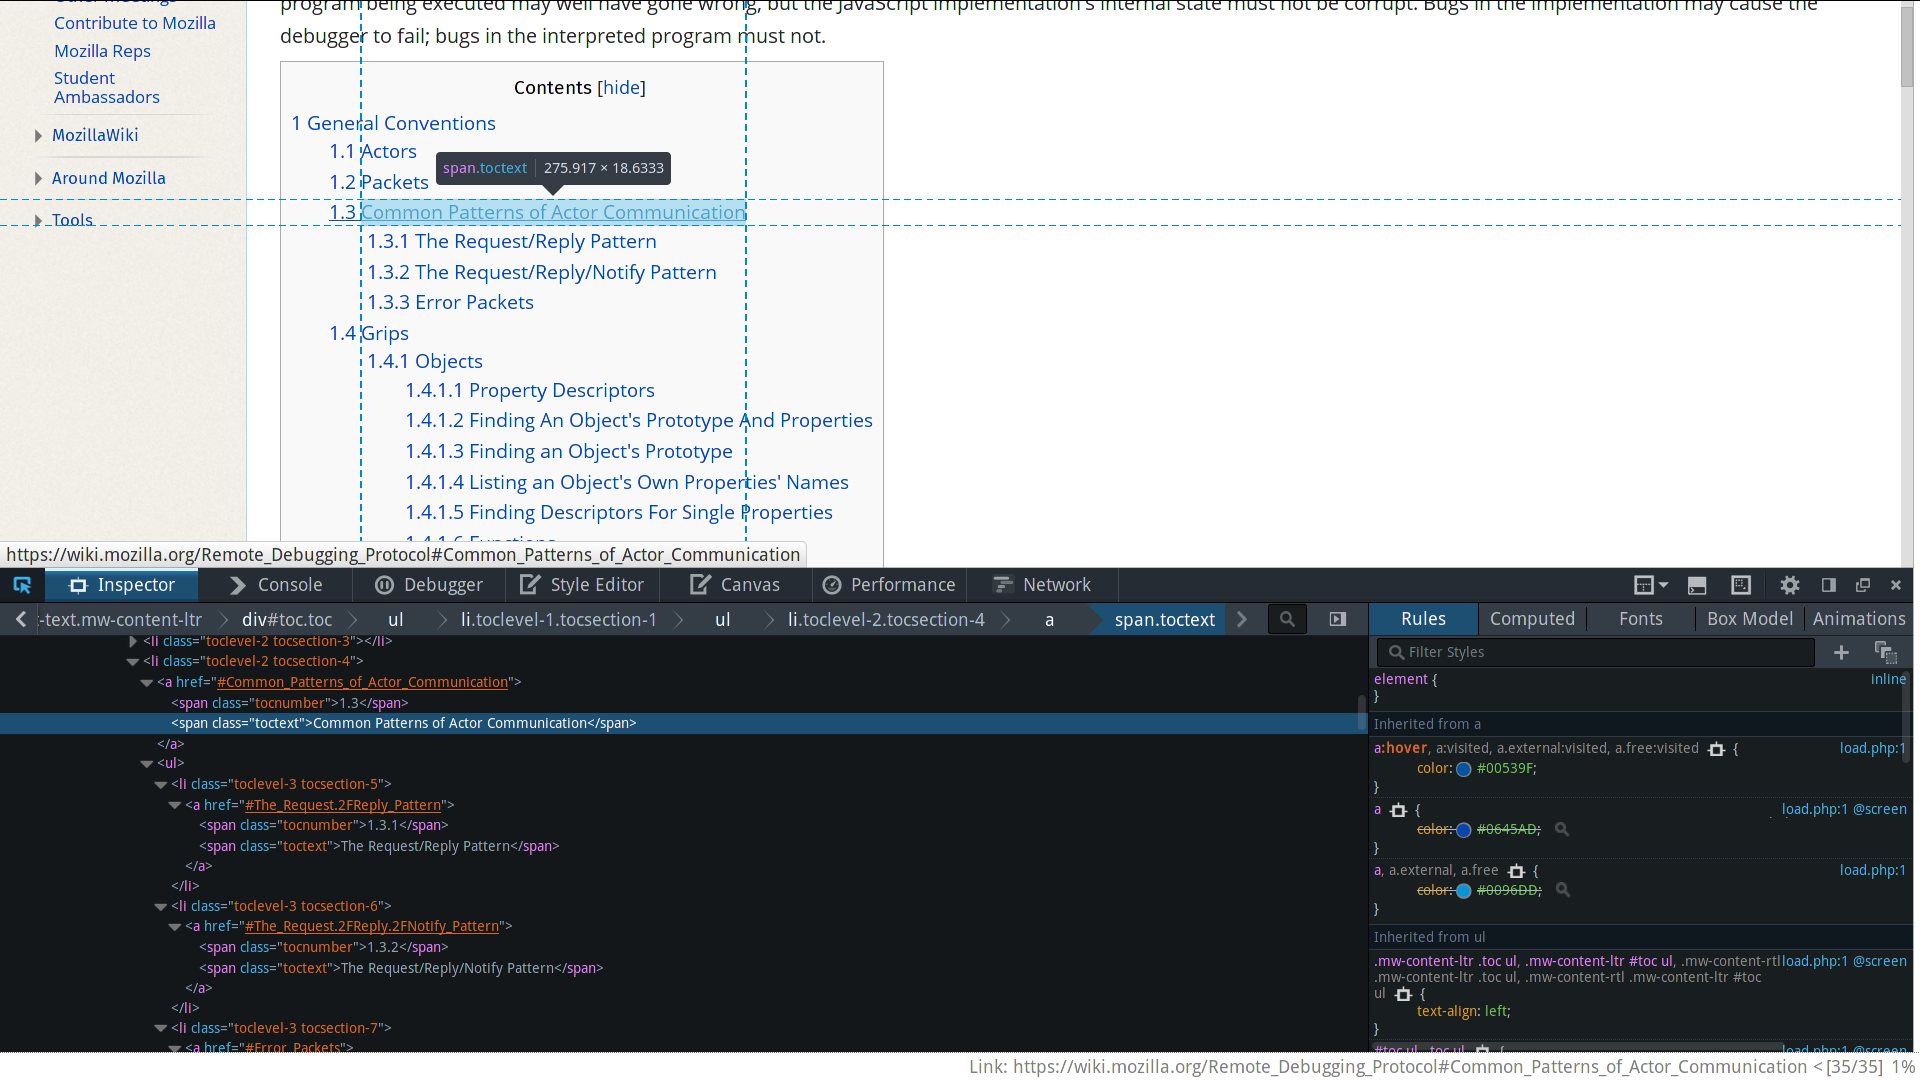 program being executed may well have gone wrong, but the JavaScript implementation's internal state must not be corrupt. Bugs in the implementation may cause the
debugger to fail; bugs in the interpreted program must not.
Contribute to Mozilla
Mozilla Reps
Student
Ambassadors
MozillaWiki
Around Mozilla
Tools
Contents [hide]
1 General Conventions
1.1 Actors
span.toctext 275.917 × 18.6333
1.2 Packets
1.3 Common Patterns of Actor Communication
1.3.1 The Request/Reply Pattern
1.3.2 The Request/Reply/Notify Pattern
1.3.3 Error Packets
1.4 Grips
1.4.1 Objects
1.4.1.1 Property Descriptors
1.4.1.2 Finding An Object's Prototype And Properties
1.4.1.3 Finding an Object's Prototype
1.4.1.4 Listing an Object's Own Properties' Names
1.4.1.5 Finding Descriptors For Single Properties
1.4.1.6 Functions
https://wiki.mozilla.org/Remote_Debugging_Protocol#Common_Patterns_of_Actor_Communication
Inspector Console Debugger Style Editor Canvas Performance Network
-text.mw-content-ltr div#toc.toc ul li.toclevel-1.tocsection-1 ul li.toclevel-2.tocsection-4 a span.toctext
<li class="toclevel-2 tocsection-3"></li>
<li class="toclevel-2 tocsection-4">
<a href="#Common_Patterns_of_Actor_Communication">
<span class="tocnumber">1.3</span>
<span class="toctext">Common Patterns of Actor Communication</span>
</a>
<ul>
<li class="toclevel-3 tocsection-5">
<a href="#The_Request.2FReply_Pattern">
<span class="tocnumber">1.3.1</span>
<span class="toctext">The Request/Reply Pattern</span>
</a>
</li>
<li class="toclevel-3 tocsection-6">
<a href="#The_Request.2FReply.2FNotify_Pattern">
<span class="tocnumber">1.3.2</span>
<span class="toctext">The Request/Reply/Notify Pattern</span>
</a>
</li>
<li class="toclevel-3 tocsection-7">
<a href="#Error_Packets">
Rules Computed Fonts Box Model Animations
Filter Styles
element { inline
}
Inherited from a
a:hover, a:visited, a.external:visited, a.free:visited { load.php:1
color: #00539F;
}
a { load.php:1 @screen
color: #0645AD;
}
a, a.external, a.free { load.php:1
color: #0096DD;
}
Inherited from ul
.mw-content-ltr .toc ul, .mw-content-ltr #toc ul, .mw-content-rtl load.php:1 @screen
.mw-content-ltr .toc ul, .mw-content-rtl .mw-content-ltr #toc
ul {
text-align: left;
}
#toc ul, .toc ul { load.php:1 @screen
Link: https://wiki.mozilla.org/Remote_Debugging_Protocol#Common_Patterns_of_Actor_Communication < [35/35] 1%